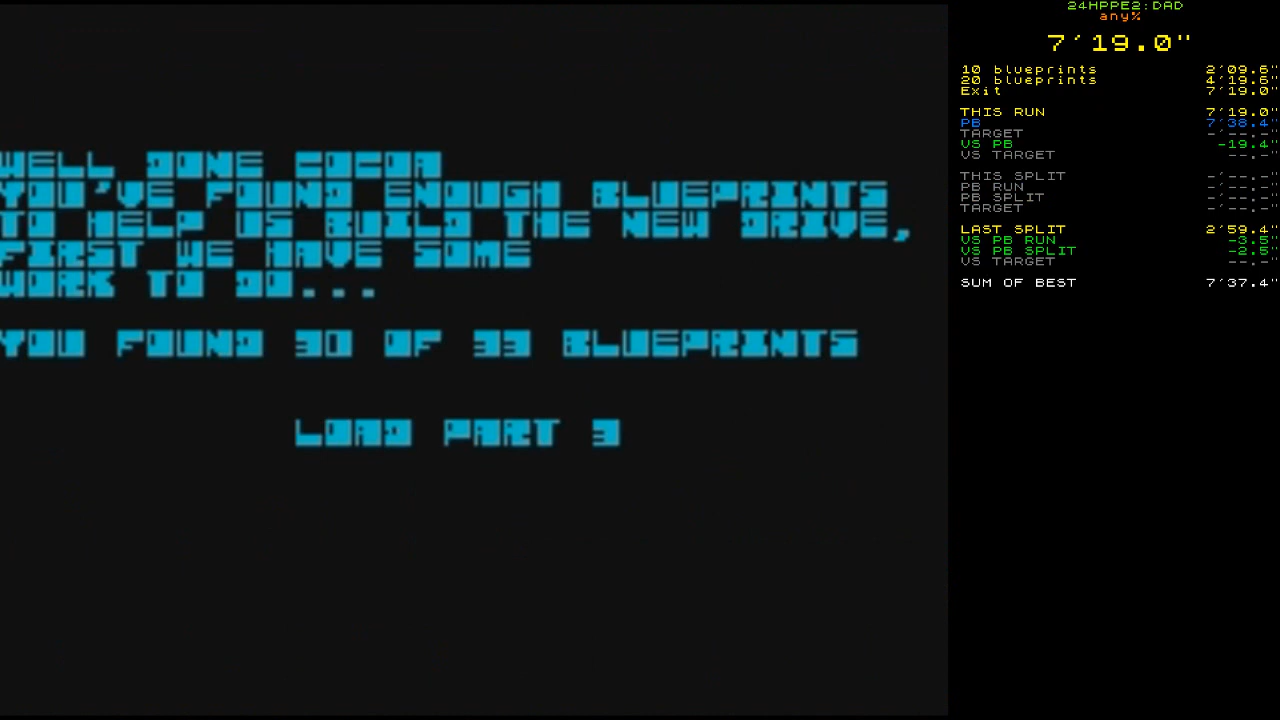 WELL DONE COCOA
YOU'VE FOUND ENOUGH BLUEPRINTS
TO HELP US BUILD THE NEW DRIVE,
FIRST WE HAVE SOME
WORK TO DO...
YOU FOUND 30 OF 33 BLUEPRINTS
LOAD PART 3
24HPPE2:DAD
any%
7'19.0"
10 blueprints 2'09.6"
20 blueprints 4'19.6"
Exit 7'19.0"
THIS RUN 7'19.0"
PB 7'38.4"
TARGET -'--.-"
VS PB -19.4"
VS TARGET --.-"
THIS SPLIT -'--.-"
PB RUN -'--.-"
PB SPLIT -'--.-"
TARGET -'--.-"
LAST SPLIT 2'59.4"
VS PB RUN -3.5"
VS PB SPLIT -2.5"
VS TARGET --.-"
SUM OF BEST 7'37.4"